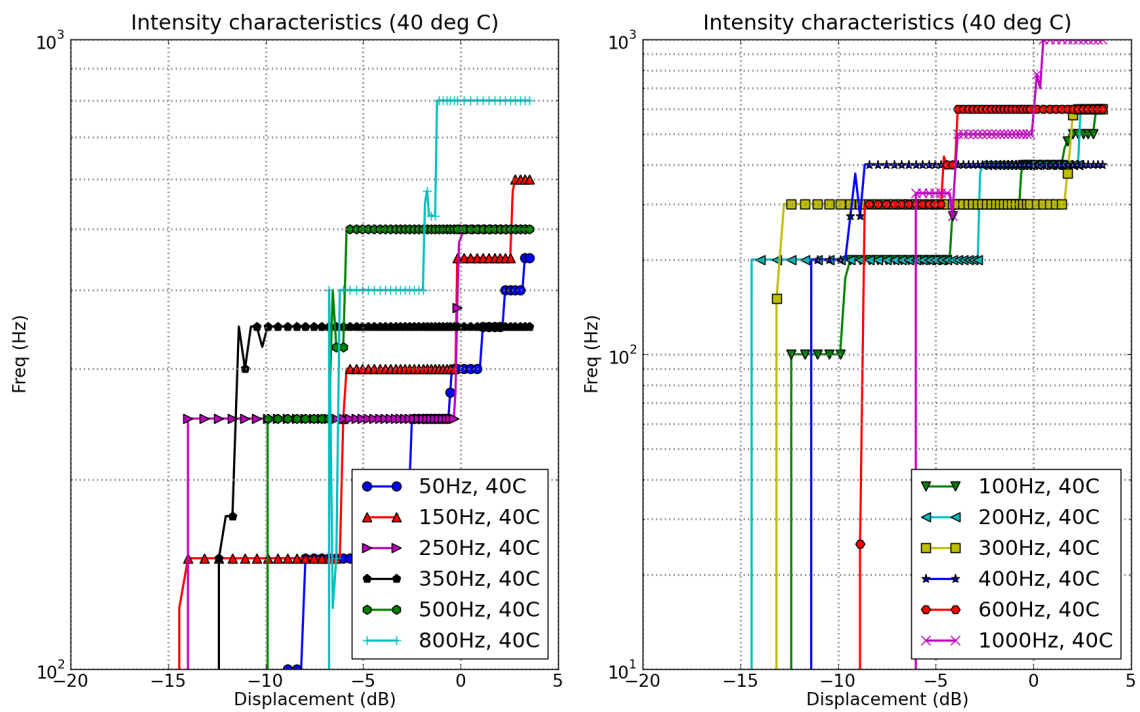 Intensity characteristics (40 deg C)
10³
10²
Freq (Hz)
−20 −15 −10 −5 0 5
Displacement (dB)
50Hz, 40C
150Hz, 40C
250Hz, 40C
350Hz, 40C
500Hz, 40C
800Hz, 40C
Intensity characteristics (40 deg C)
10³
10²
10¹
Freq (Hz)
−20 −15 −10 −5 0 5
Displacement (dB)
100Hz, 40C
200Hz, 40C
300Hz, 40C
400Hz, 40C
600Hz, 40C
1000Hz, 40C